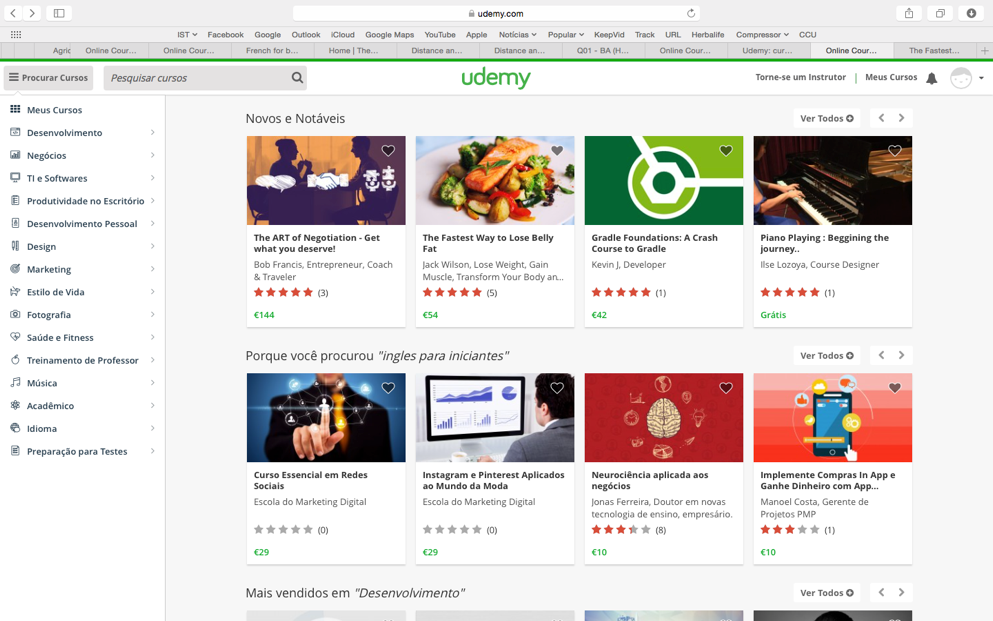 udemy.com
IST
Facebook
Google
Outlook
iCloud
Google Maps
YouTube
Apple
Notícias
Popular
KeepVid
Track
URL
Herbalife
Compressor
CCU
Agric
Online Cour...
Online Cour...
French for b...
Home | The...
Distance an...
Distance an...
Q01 - BA (H...
Online Cour...
Udemy: cur...
Online Cour...
The Fastest...
Procurar Cursos
Pesquisar cursos
udemy
Torne-se um Instrutor
Meus Cursos
Meus Cursos
Desenvolvimento
Negócios
TI e Softwares
Produtividade no Escritório
Desenvolvimento Pessoal
Design
Marketing
Estilo de Vida
Fotografia
Saúde e Fitness
Treinamento de Professor
Música
Acadêmico
Idioma
Preparação para Testes
Novos e Notáveis
Ver Todos
The ART of Negotiation - Get
what you deserve!
Bob Francis, Entrepreneur, Coach
& Traveler
(3)
€144
The Fastest Way to Lose Belly
Fat
Jack Wilson, Lose Weight, Gain
Muscle, Transform Your Body an...
(5)
€54
Gradle Foundations: A Crash
Course to Gradle
Kevin J, Developer
(1)
€42
Piano Playing : Beggining the
journey..
Ilse Lozoya, Course Designer
(1)
Grátis
Porque você procurou "ingles para iniciantes"
Ver Todos
Curso Essencial em Redes
Sociais
Escola do Marketing Digital
(0)
€29
Instagram e Pinterest Aplicados
ao Mundo da Moda
Escola do Marketing Digital
(0)
€29
Neurociência aplicada aos
negócios
Jonas Ferreira, Doutor em novas
tecnologia de ensino, empresário.
(8)
€10
Implemente Compras In App e
Ganhe Dinheiro com App...
Manoel Costa, Gerente de
Projetos PMP
(1)
€10
Mais vendidos em "Desenvolvimento"
Ver Todos